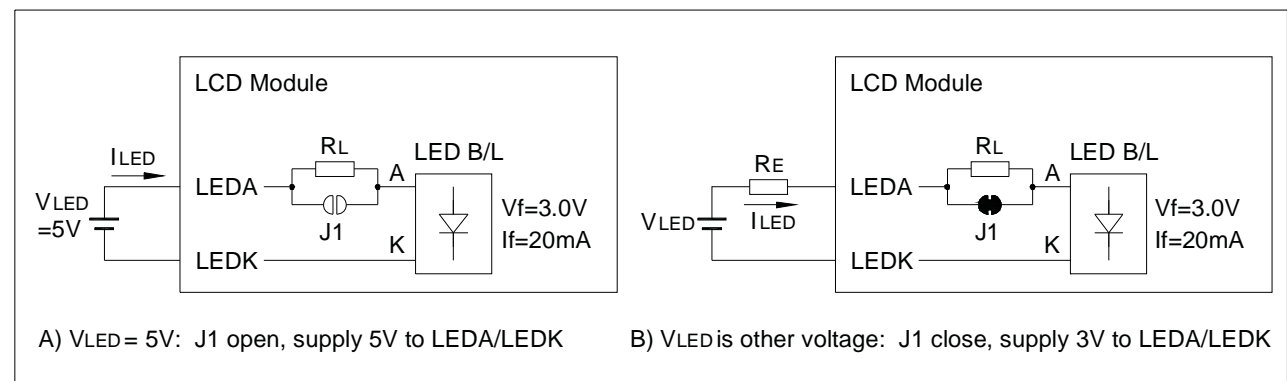 LCD Module
RL
LED B/L
ILED
LEDA
A
VLED
=5V
J1
Vf=3.0V
If=20mA
K
LEDK
A) VLED = 5V: J1 open, supply 5V to LEDA/LEDK
LCD Module
RL
LED B/L
RE
LEDA
A
VLED
ILED
J1
Vf=3.0V
If=20mA
K
LEDK
B) VLED is other voltage: J1 close, supply 3V to LEDA/LEDK